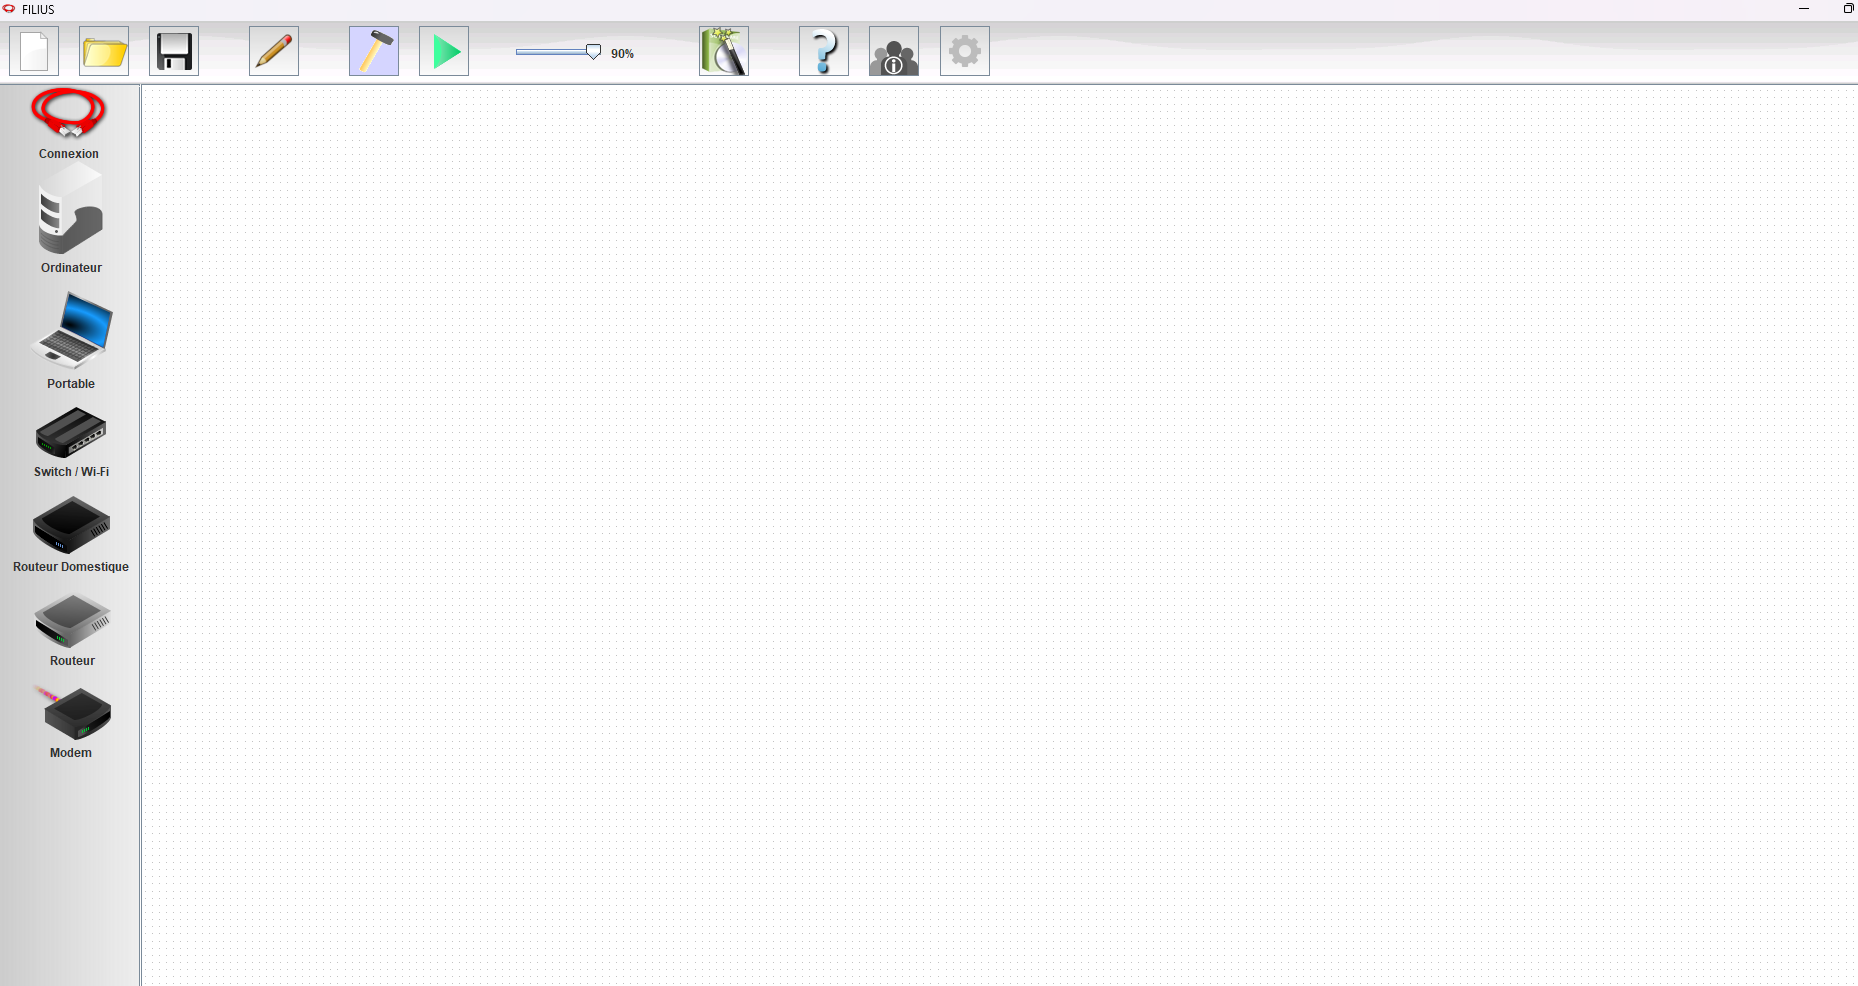 FILIUS
90%
Connexion
Ordinateur
Portable
Switch / Wi-Fi
Routeur Domestique
Routeur
Modem